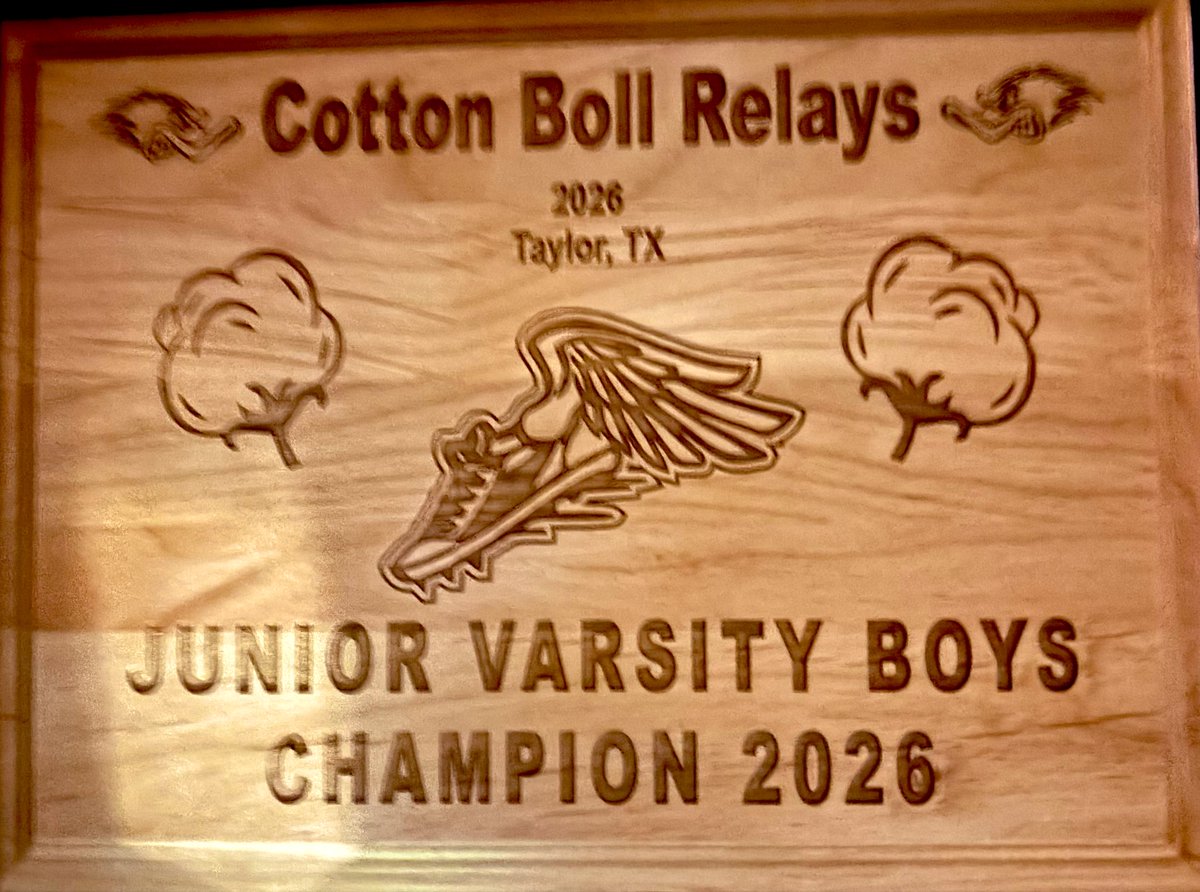 Cotton Boll Relays
2026
Taylor, TX
JUNIOR VARSITY BOYS
CHAMPION 2026